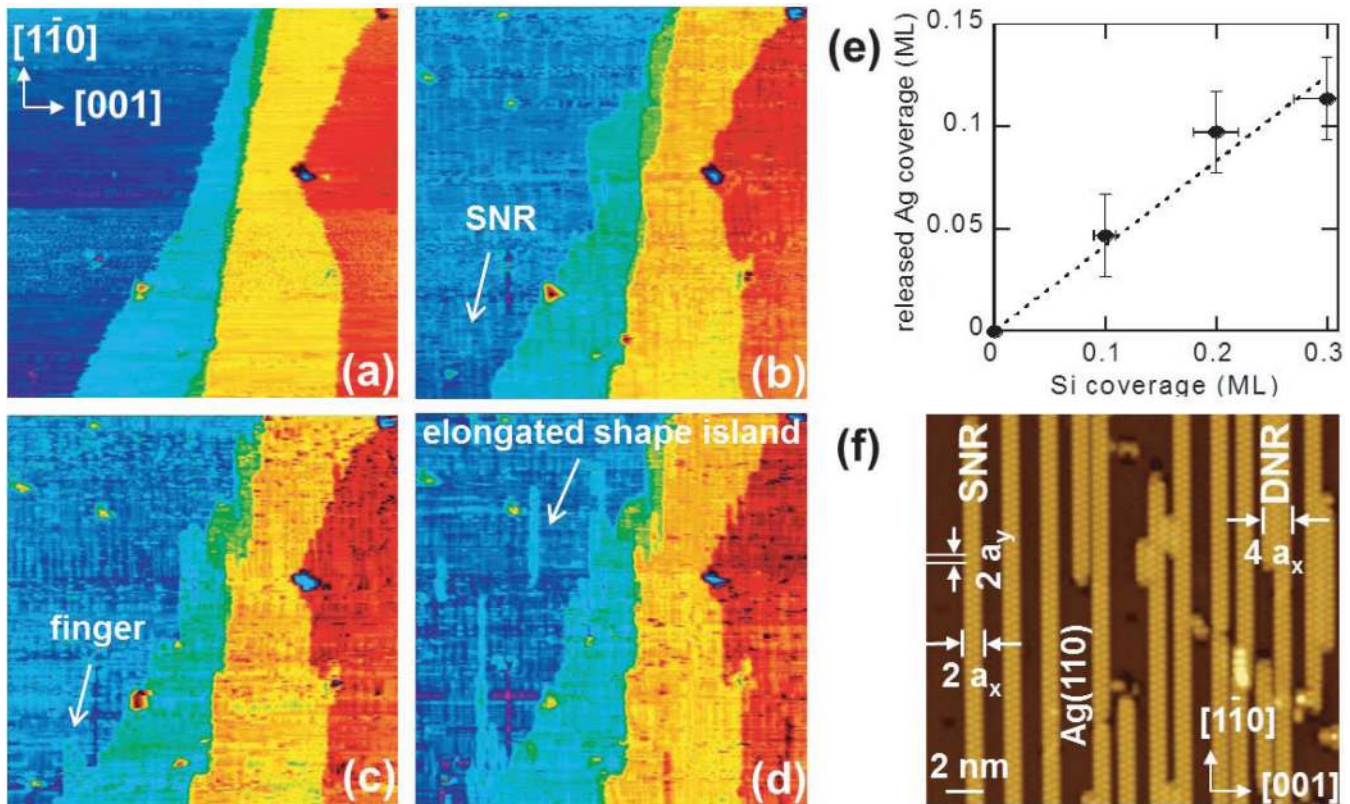 [11̅0]
[001]
(a)
SNR
(b)
finger
(c)
elongated shape island
(d)
(e)
released Ag coverage (ML)
0.15
0.1
0.05
0
0
0.1
0.2
0.3
Si coverage (ML)
(f)
SNR
DNR
2 a_y
4 a_x
2 a_x
Ag(110)
[11̅0]
[001]
2 nm